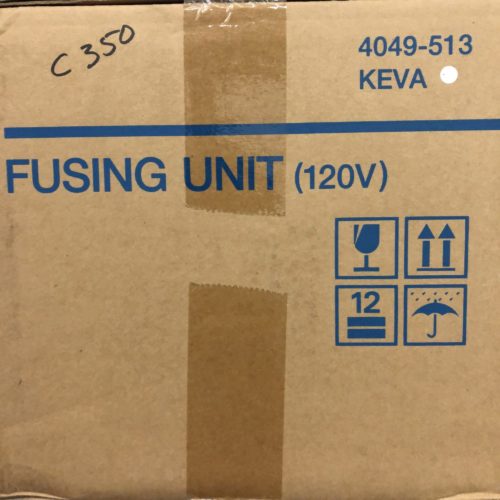 C 350
4049-513
KEVA
FUSING UNIT (120V)
12